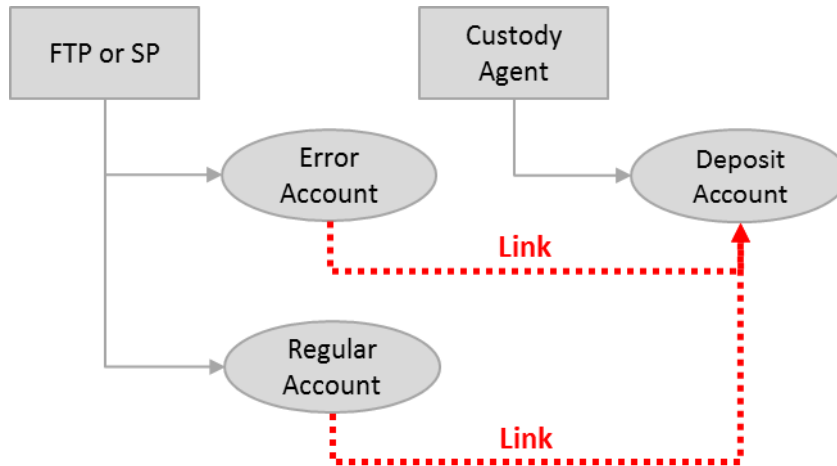 FTP or SP
Custody
Agent
Error
Account
Deposit
Account
Link
Regular
Account
Link